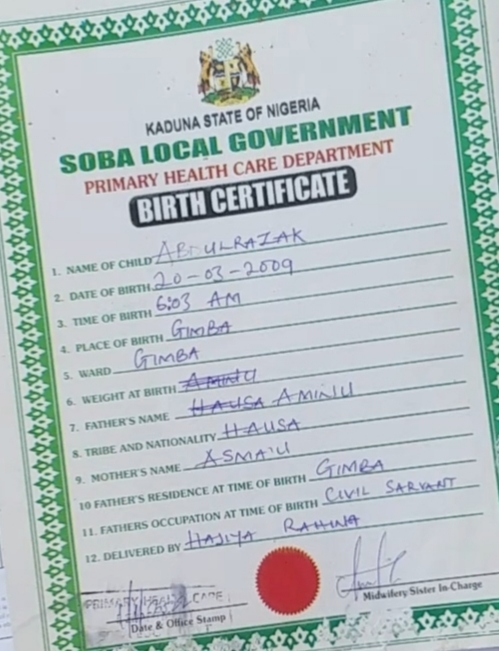 KADUNA STATE OF NIGERIA
SOBA LOCAL GOVERNMENT
PRIMARY HEALTH CARE DEPARTMENT
BIRTH CERTIFICATE
1. NAME OF CHILD ABDULRAZAK
2. DATE OF BIRTH 20-03-2009
3. TIME OF BIRTH 6:03 AM
4. PLACE OF BIRTH GIMBA
5. WARD GIMBA
6. WEIGHT AT BIRTH AMINU
7. FATHER'S NAME HAUSA AMINU
8. TRIBE AND NATIONALITY HAUSA
9. MOTHER'S NAME ASMA'U
10 FATHER'S RESIDENCE AT TIME OF BIRTH GIMBA
11. FATHERS OCCUPATION AT TIME OF BIRTH CIVIL SARVANT
12. DELIVERED BY HAJIYA RAHINA
PRIMARY HEALTH CARE
Date & Office Stamp
Midwifery Sister In-Charge